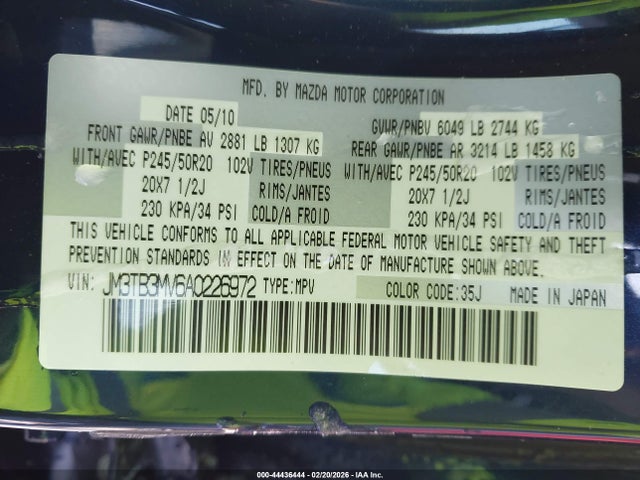 MFD. BY MAZDA MOTOR CORPORATION
DATE 05/10 GVWR/PNBV 6049 LB 2744 KG
FRONT GAWR/PNBE AV 2881 LB 1307 KG REAR GAWR/PNBE AR 3214 LB 1458 KG
WITH/AVEC P245/50R20 102V TIRES/PNEUS WITH/AVEC P245/50R20 102V TIRES/PNEUS
20X7 1/2J RIMS/JANTES 20X7 1/2J RIMS/JANTES
230 KPA/34 PSI COLD/A FROID 230 KPA/34 PSI COLD/A FROID
THIS VEHICLE CONFORMS TO ALL APPLICABLE FEDERAL MOTOR VEHICLE SAFETY AND THEFT
PREVENTION STANDARDS IN EFFECT ON THE DATE OF MANUFACTURE SHOWN ABOVE.
VIN: JM3TB3MV6A0226972 TYPE:MPV COLOR CODE:35J MADE IN JAPAN
000-44436444 - 02/20/2026 - IAA Inc.